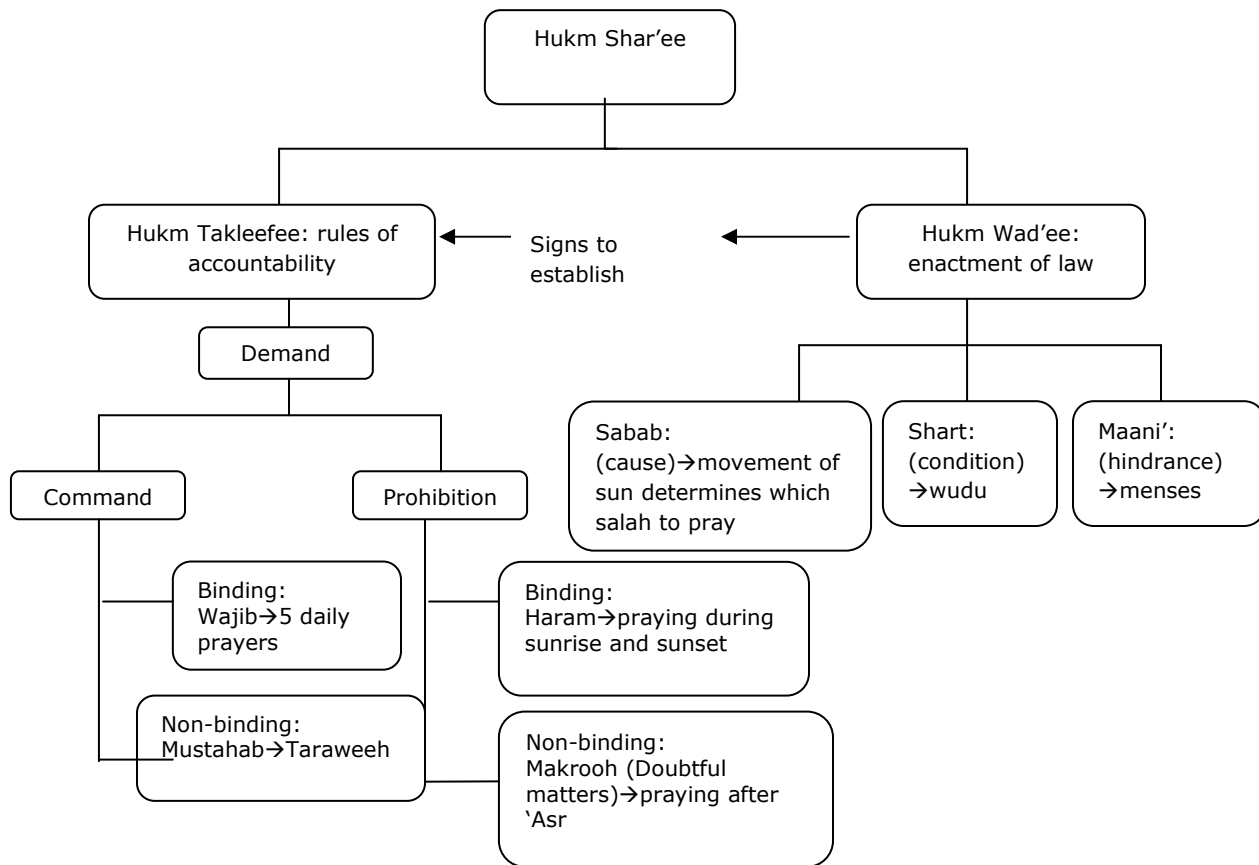 Hukm Shar’ee
Hukm Takleefee: rules of
accountability
Signs to
establish
Hukm Wad’ee:
enactment of law
Demand
Sabab:
(cause)→movement of
sun determines which
salah to pray
Shart:
(condition)
→wudu
Maani’:
(hindrance)
→menses
Command
Prohibition
Binding:
Wajib→5 daily
prayers
Binding:
Haram→praying during
sunrise and sunset
Non-binding:
Mustahab→Taraweeh
Non-binding:
Makrooh (Doubtful
matters)→praying after
‘Asr